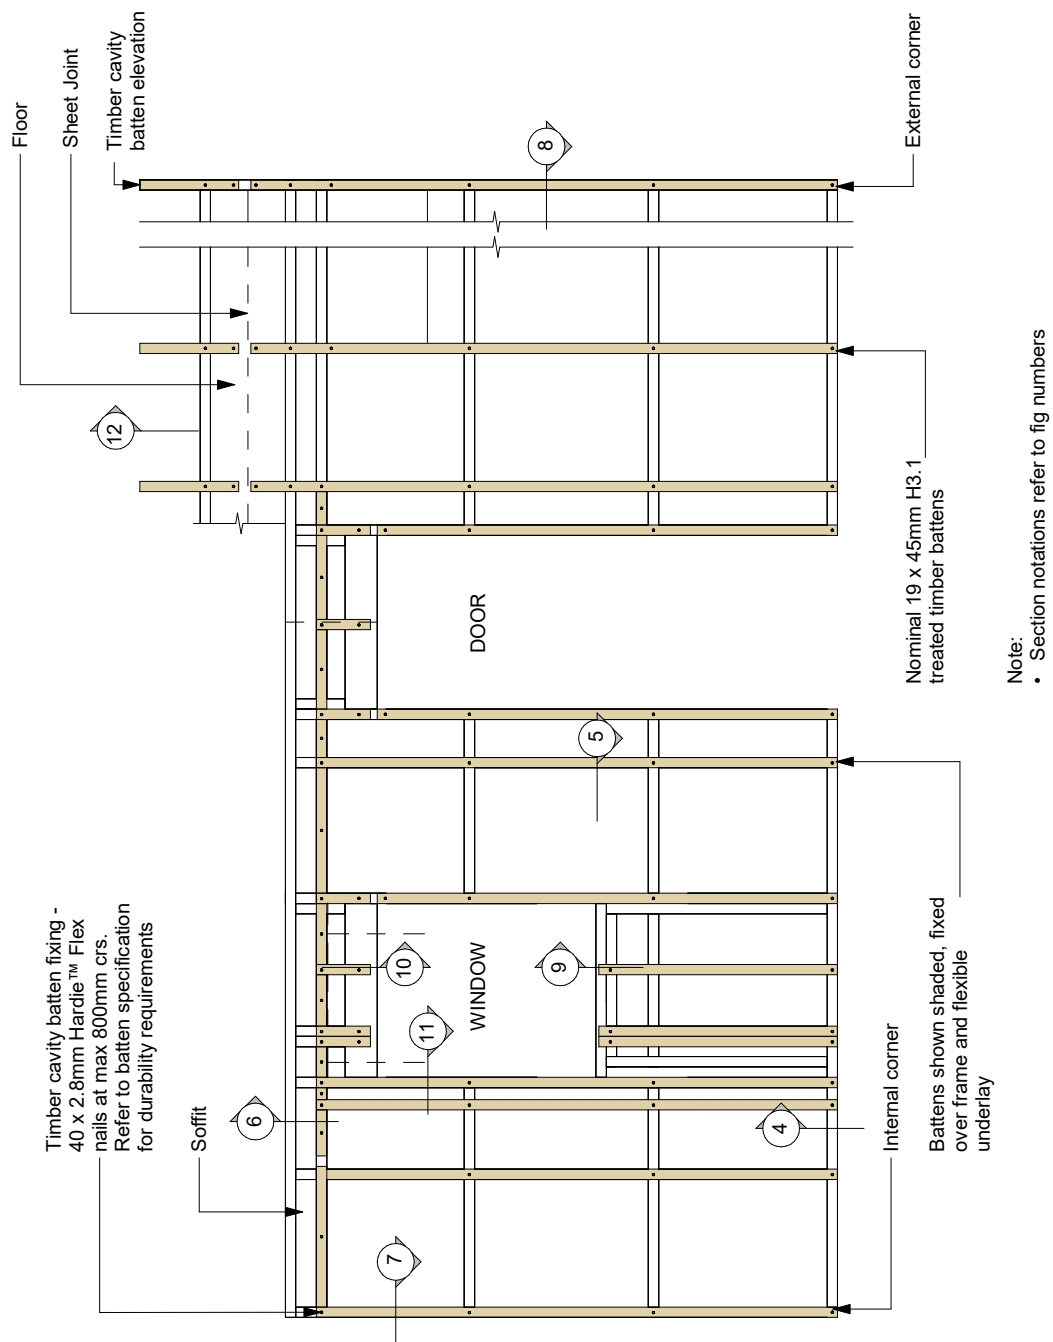 Timber cavity batten fixing -
40 x 2.8mm Hardie™ Flex
nails at max 800mm crs.
Refer to batten specification
for durability requirements
Soffit
Floor
Sheet Joint
Timber cavity
batten elevation
12
6
7
11
10
9
WINDOW
5
DOOR
8
4
Internal corner
Battens shown shaded, fixed
over frame and flexible
underlay
Nominal 19 x 45mm H3.1
treated timber battens
External corner
Note:
• Section notations refer to fig numbers